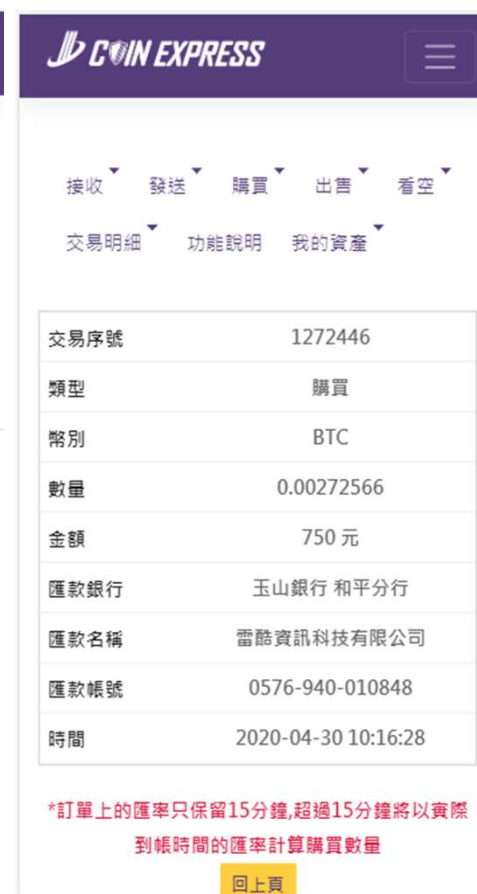 COIN EXPRESS
接收 發送 購買 出售 看空
交易明細 功能說明 我的資產
交易序號 1272446
類型 購買
幣別 BTC
數量 0.00272566
金額 750 元
匯款銀行 玉山銀行 和平分行
匯款名稱 雷酷資訊科技有限公司
匯款帳號 0576-940-010848
時間 2020-04-30 10:16:28
*訂單上的匯率只保留15分鐘,超過15分鐘將以實際
到帳時間的匯率計算購買數量
回上頁